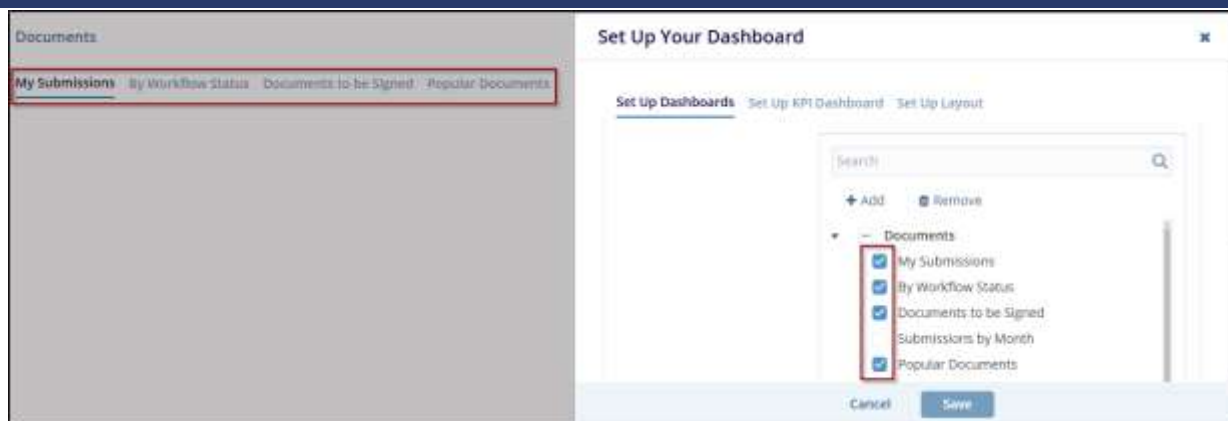 Documents
My Submissions By Workflow Status Documents to be Signed Popular Documents
Set Up Your Dashboard
Set Up Dashboards Set Up KPI Dashboard Set Up Layout
Search
Add Remove
Documents
My Submissions
By Workflow Status
Documents to be Signed
Submissions by Month
Popular Documents
Cancel Save